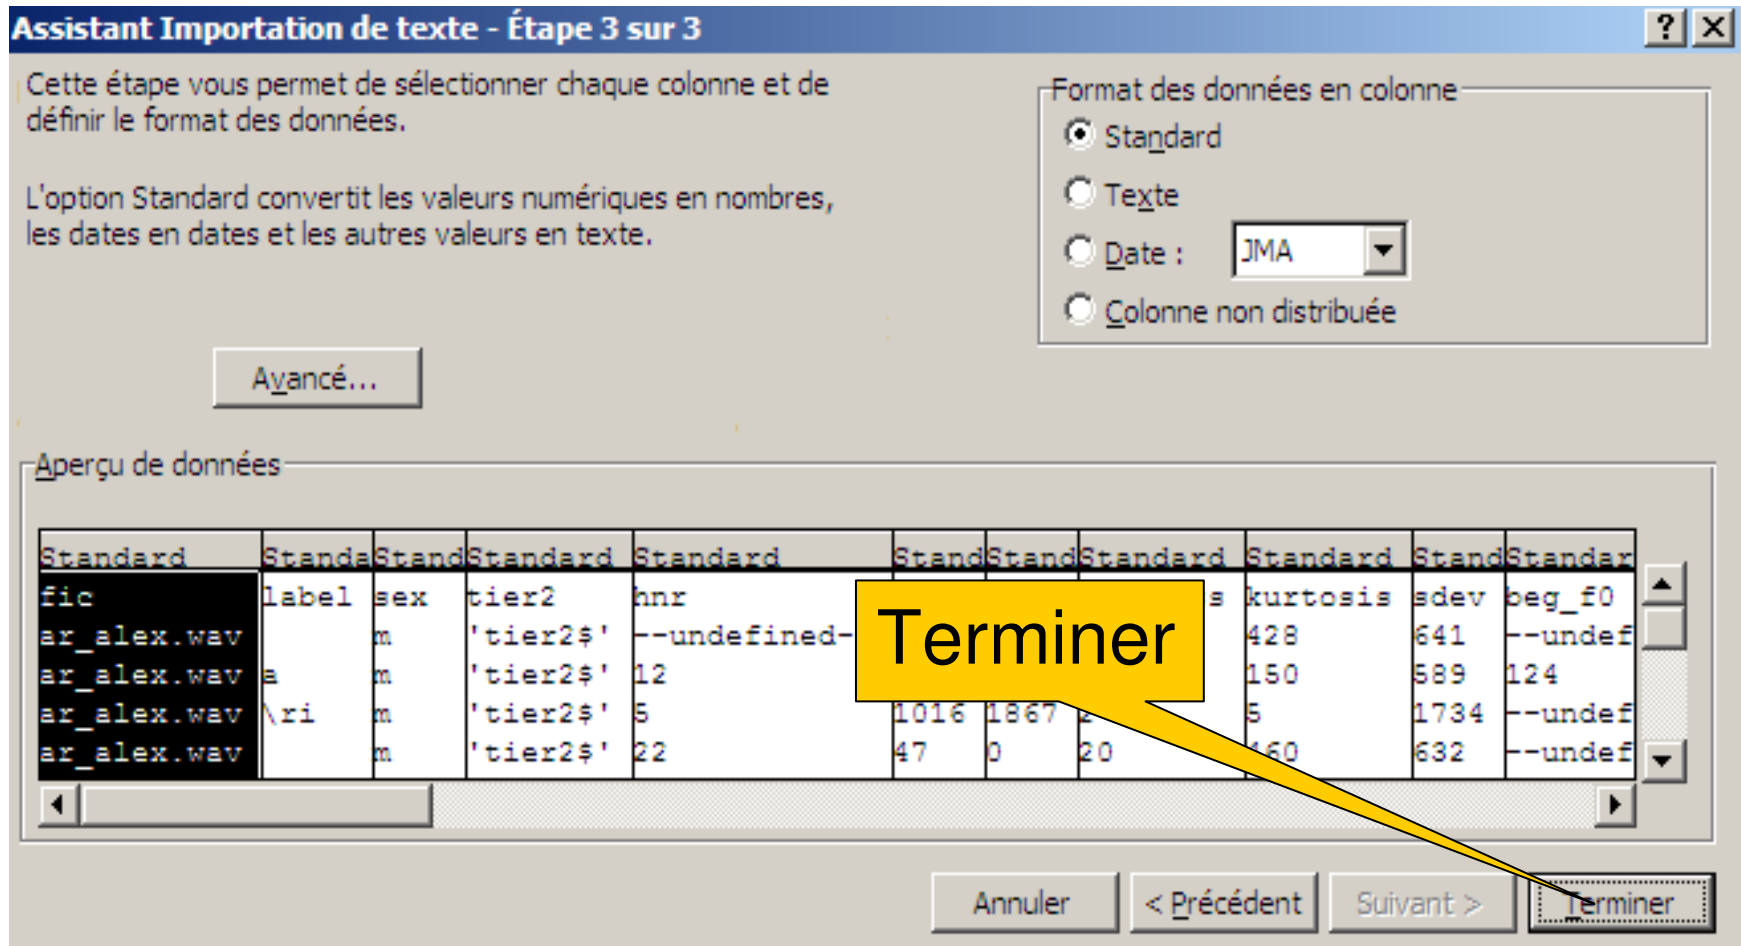 Assistant Importation de texte - Étape 3 sur 3
Cette étape vous permet de sélectionner chaque colonne et de
définir le format des données.
L'option Standard convertit les valeurs numériques en nombres,
les dates en dates et les autres valeurs en texte.
Format des données en colonne
Standard
Texte
Date : JMA
Colonne non distribuée
Avancé...
Aperçu de données
Standard Standa Stand Standard Standard Stand Stand Standard Standard Stand Standar
fic label sex tier2 hnr s kurtosis sdev beg_f0
ar_alex.wav m 'tier2$' --undefined- 428 641 --undef
ar_alex.wav a m 'tier2$' 12 150 589 124
ar_alex.wav \ri m 'tier2$' 5 1016 1867 2 5 1734 --undef
ar_alex.wav m 'tier2$' 22 47 0 20 460 632 --undef
Terminer
Annuler < Précédent Suivant > Terminer